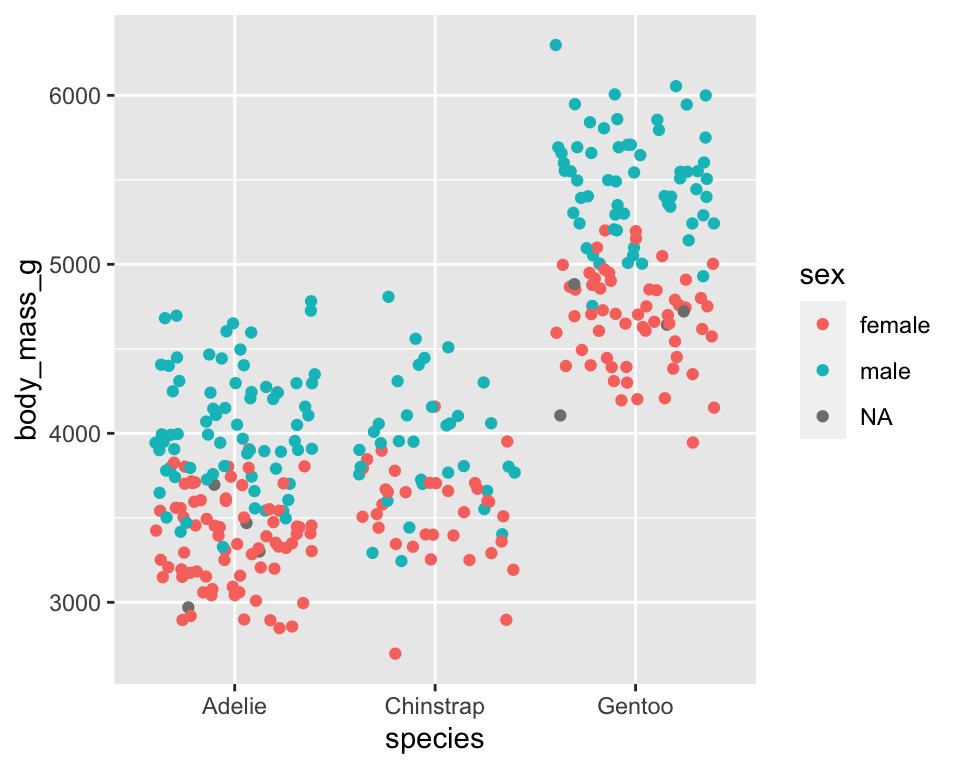 body_mass_g
6000
5000
4000
3000
Adelie
Chinstrap
Gentoo
species
sex
female
male
NA